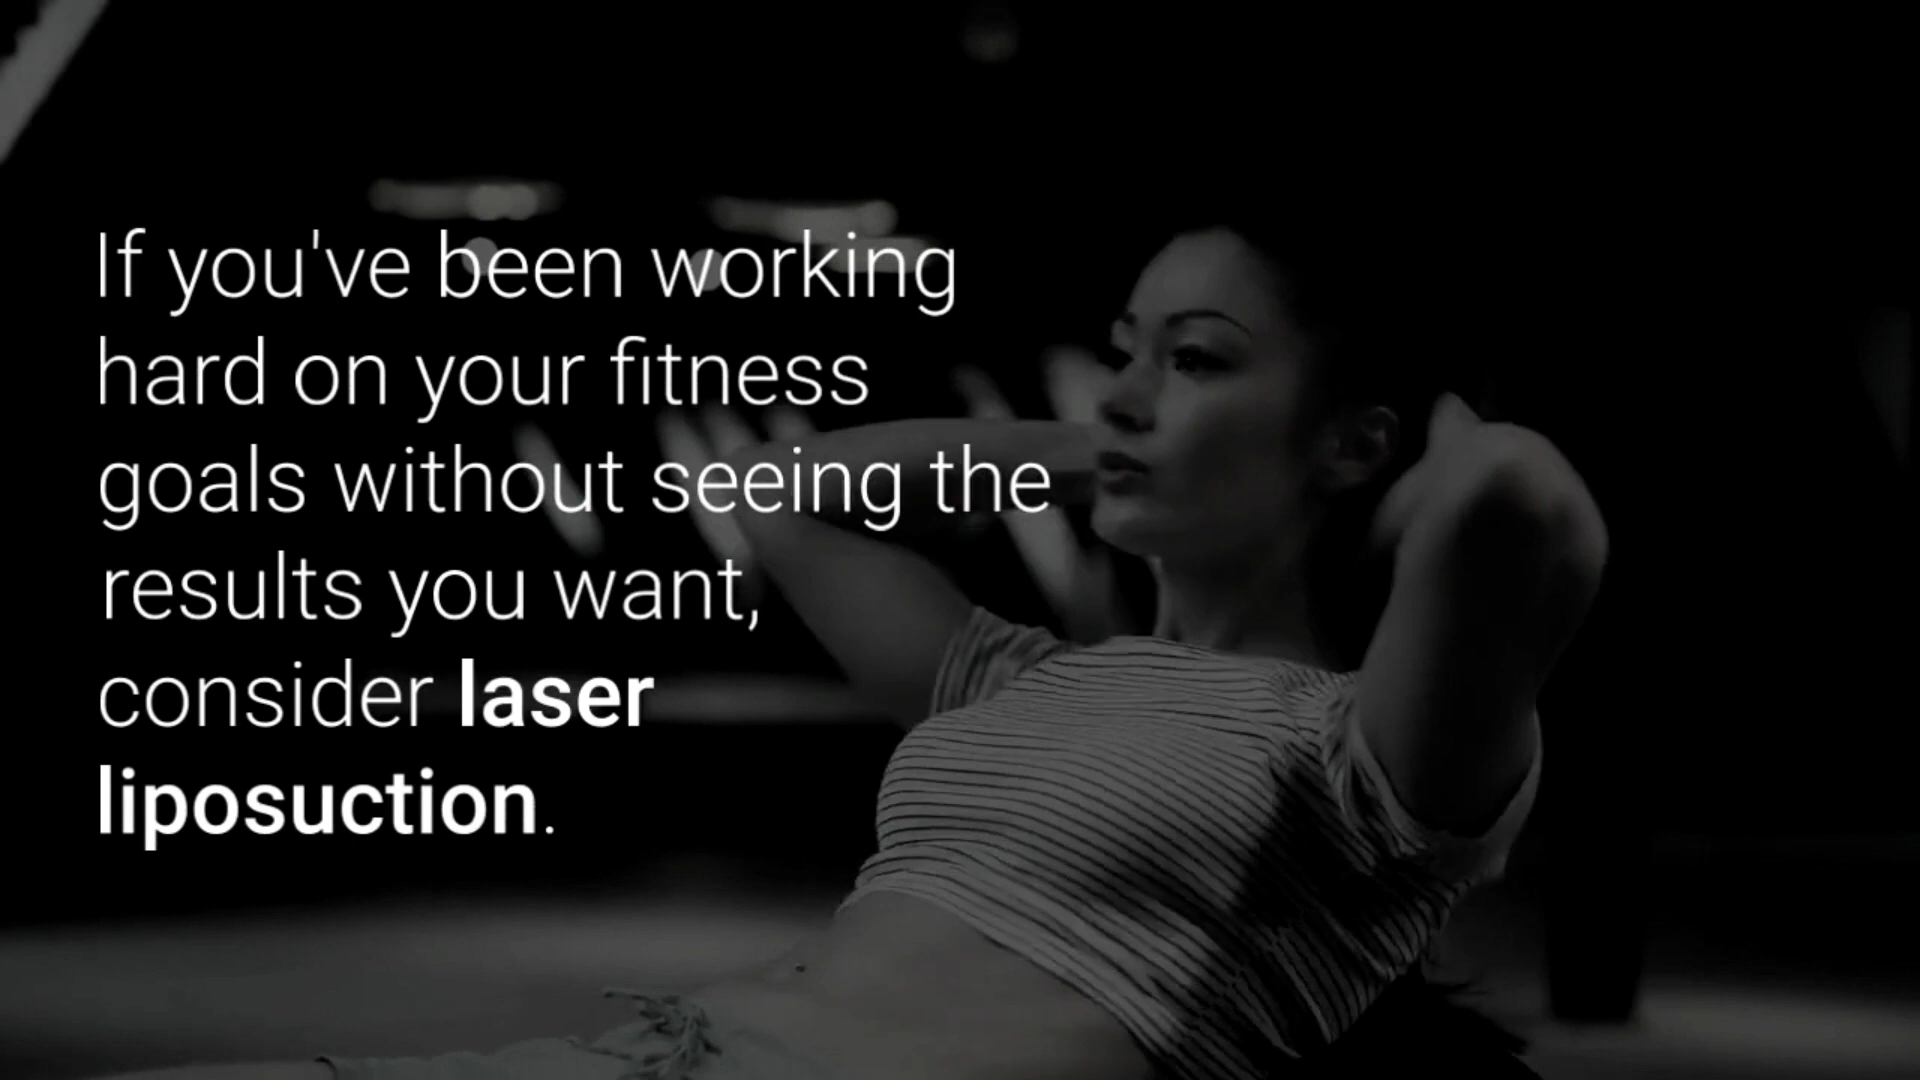 If you've been working
hard on your fitness
goals without seeing the
results you want,
consider laser
liposuction.